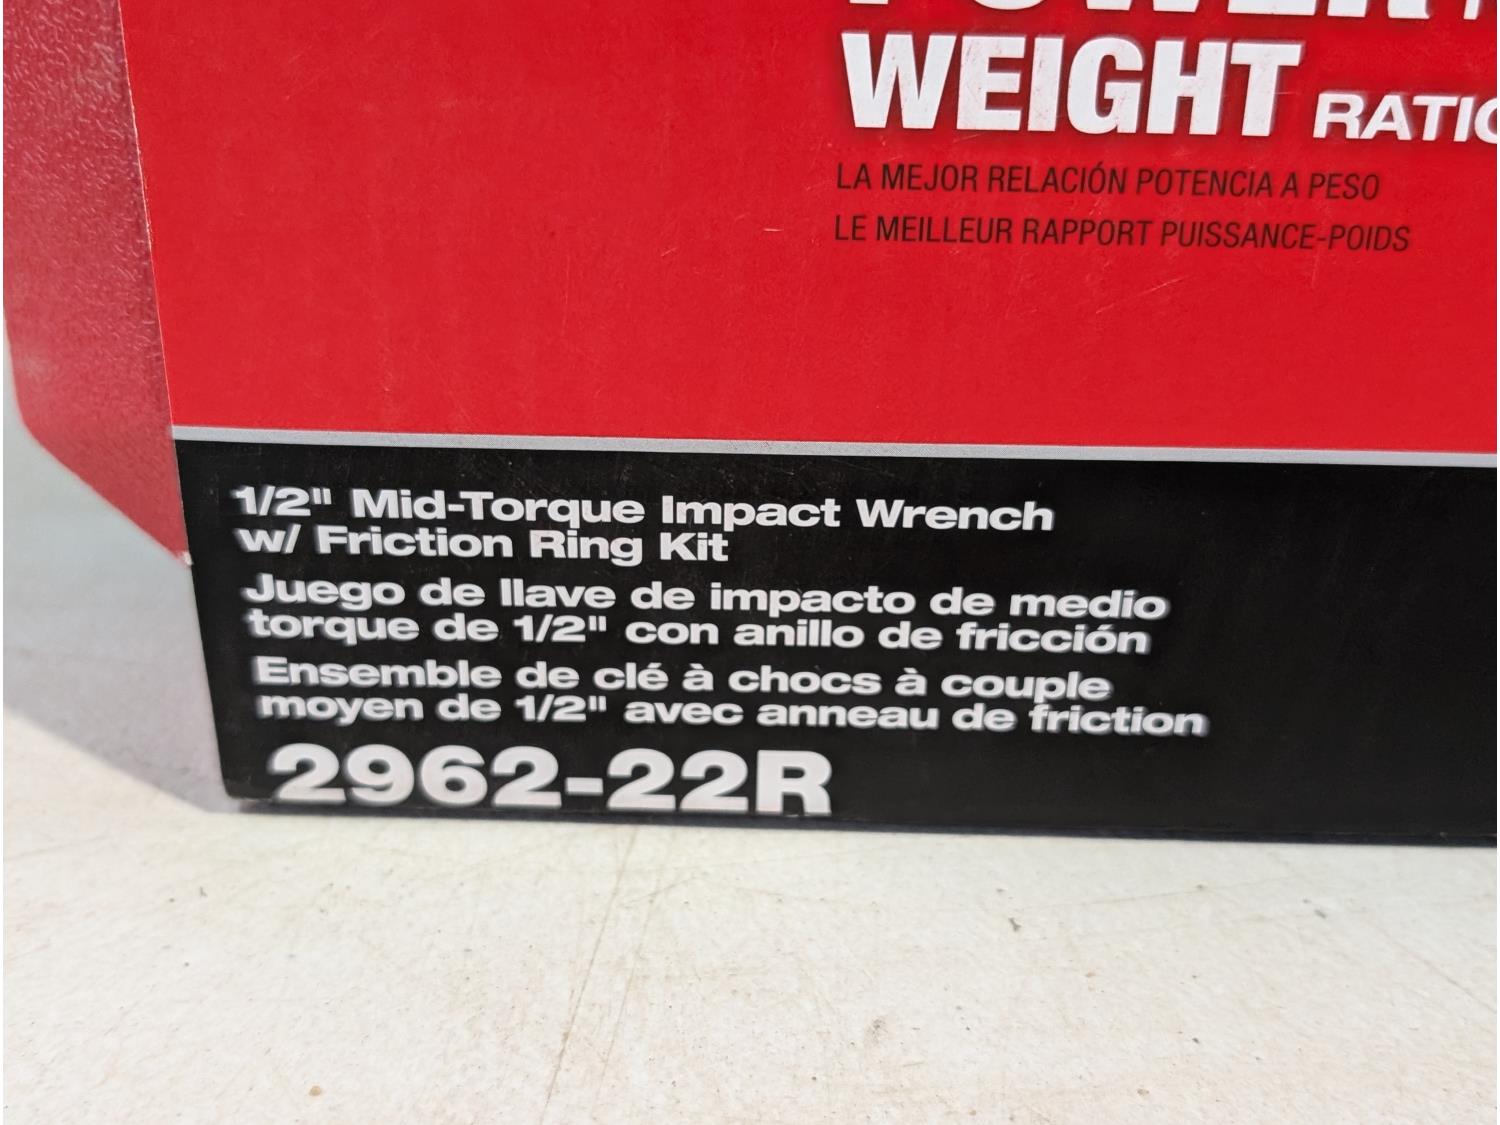 POWER
WEIGHT RATIO
LA MEJOR RELACIÓN POTENCIA A PESO
LE MEILLEUR RAPPORT PUISSANCE-POIDS
1/2" Mid-Torque Impact Wrench
w/ Friction Ring Kit
Juego de llave de impacto de medio
torque de 1/2" con anillo de fricción
Ensemble de clé à chocs à couple
moyen de 1/2" avec anneau de friction
2962-22R